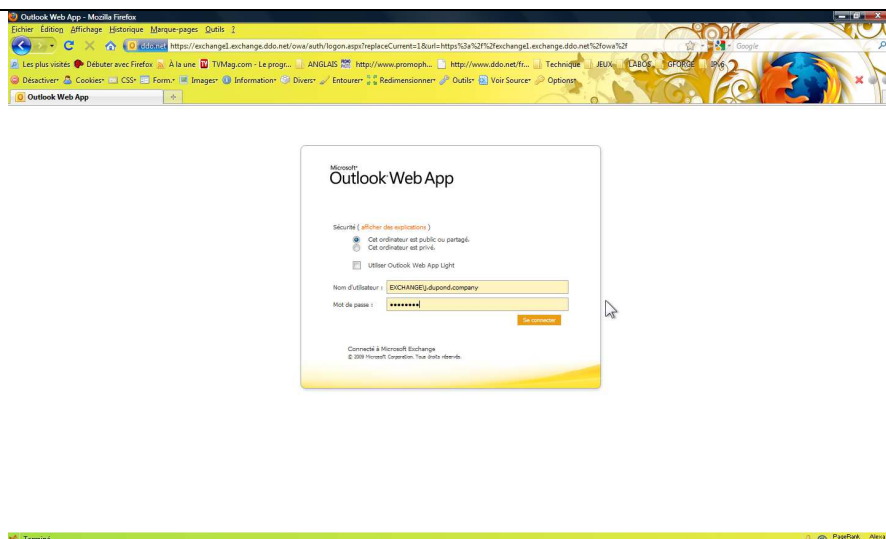 Outlook Web App - Mozilla Firefox
Fichier Édition Affichage Historique Marque-pages Outils ?
ddo.net https://exchange1.exchange.ddo.net/owa/auth/logon.aspx?replaceCurrent=1&url=https%3a%2f%2fexchange1.exchange.ddo.net%2fowa%2f
Google
Les plus visités Débuter avec Firefox À la une TVMag.com - Le progr... ANGLAIS http://www.promoph... http://www.ddo.net/fr... Technique JEUX LABOS GFORGE IPv6
Désactiver Cookies CSS Form. Images Information Divers Entourer Redimensionner Outils Voir Source Options
Outlook Web App
Microsoft
Outlook Web App
Sécurité ( afficher des explications )
Cet ordinateur est public ou partagé.
Cet ordinateur est privé.
Utiliser Outlook Web App Light
Nom d'utilisateur : EXCHANGE\j.dupond.company
Mot de passe :
Se connecter
Connecté à Microsoft Exchange
© 2009 Microsoft Corporation. Tous droits réservés.
Terminé
PageRank Alexa